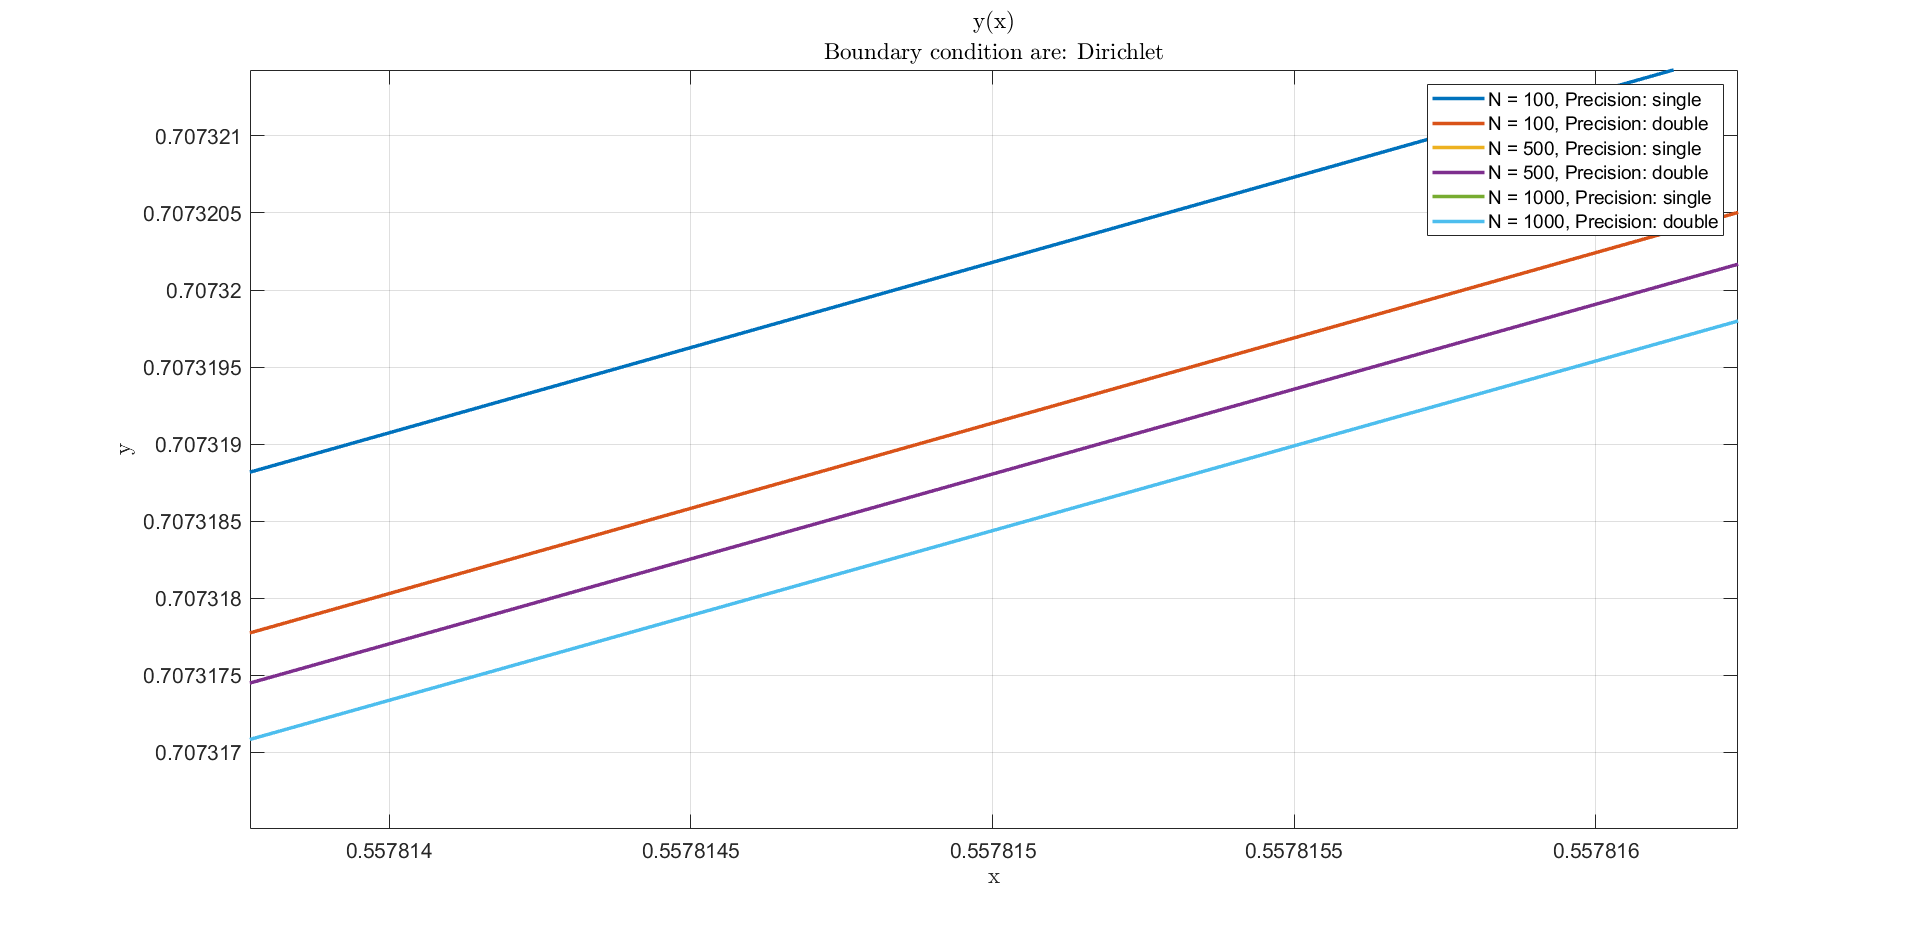 y(x)
Boundary condition are: Dirichlet
N = 100, Precision: single
N = 100, Precision: double
N = 500, Precision: single
N = 500, Precision: double
N = 1000, Precision: single
N = 1000, Precision: double
0.707321
0.7073205
0.70732
0.7073195
0.707319
0.7073185
0.707318
0.7073175
0.707317
y
0.557814
0.5578145
0.557815
0.5578155
0.557816
x